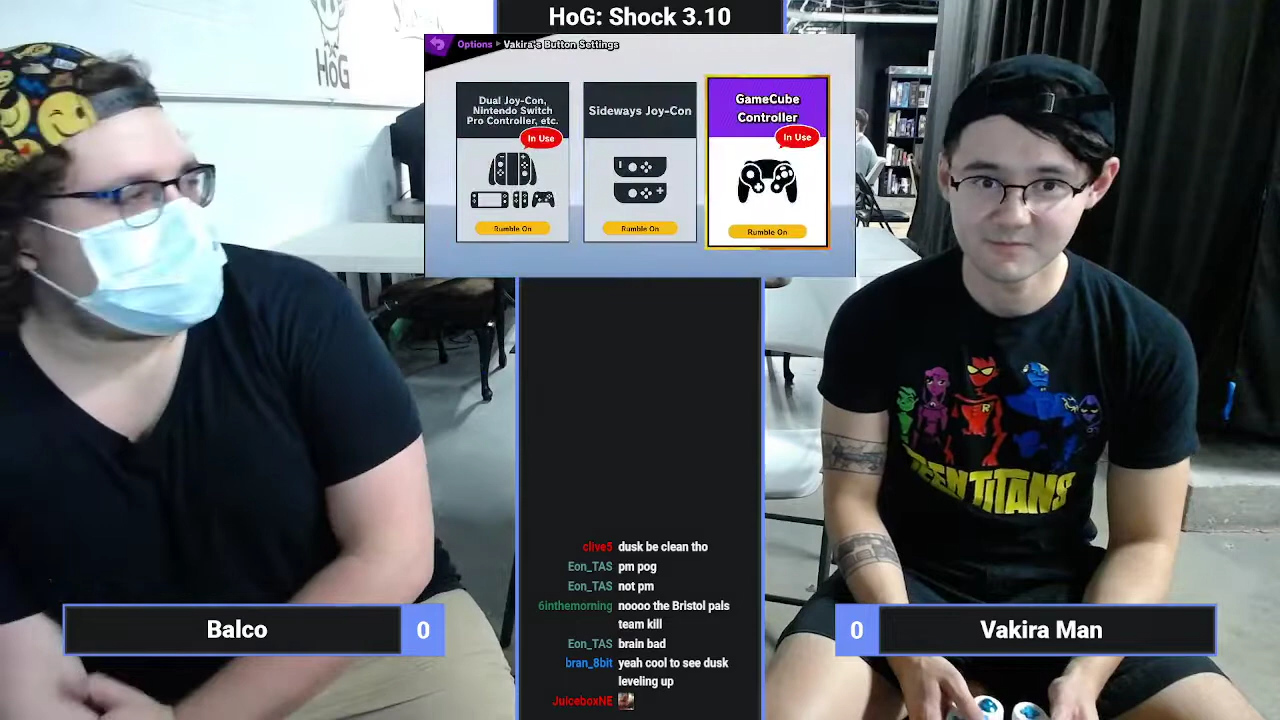 HoG: Shock 3.10
HoG
Options ▸ Vakira's Button Settings
Dual Joy-Con,
Nintendo Switch
Pro Controller, etc.
In Use
Rumble On
Sideways Joy-Con
Rumble On
GameCube
Controller
In Use
Rumble On
R
TEEN TITANS
clive5 dusk be clean tho
Eon_TAS pm pog
Eon_TAS not pm
6inthemorning noooo the Bristol pals
team kill
Eon_TAS brain bad
bran_8bit yeah cool to see dusk
leveling up
JuiceboxNE
Balco 0
0 Vakira Man